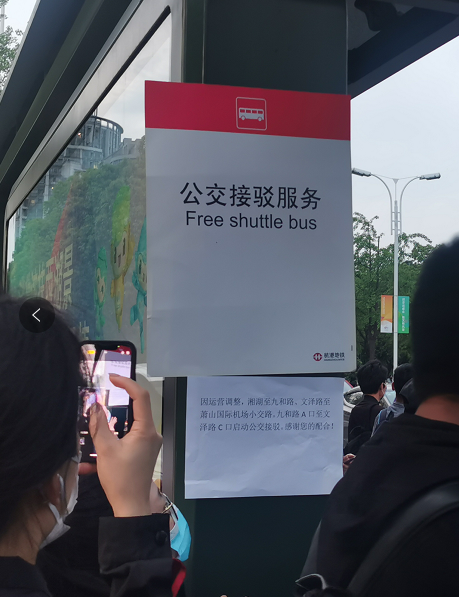 公交接驳服务
Free shuttle bus
杭港地铁
因运营调整，湘湖至九和路、文泽路至
萧山国际机场小交路，九和路A口至文
泽路C口启动公交接驳，感谢您的配合！